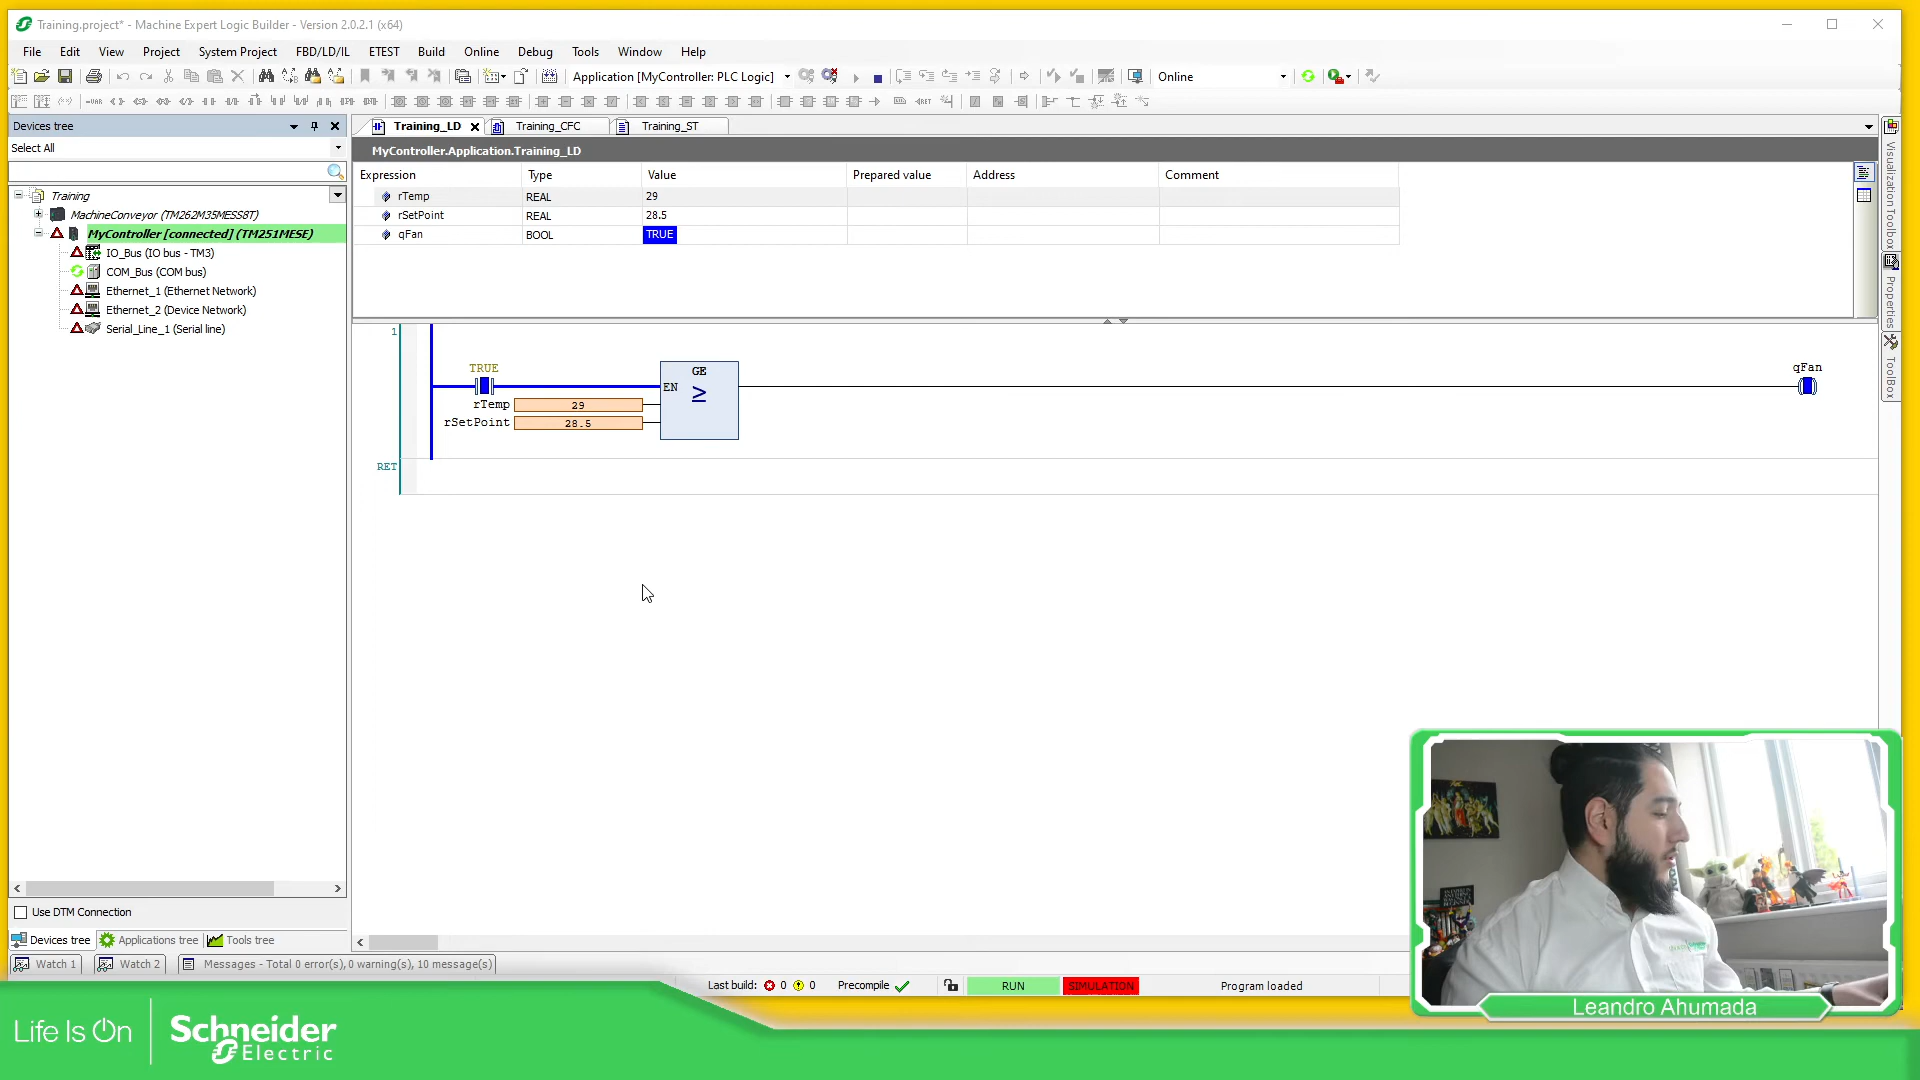 Training.project* - Machine Expert Logic Builder - Version 2.0.2.1 (x64)
File Edit View Project System Project FBD/LD/IL ETEST Build Online Debug Tools Window Help
Application [MyController: PLC Logic]
Online
Devices tree
Select All
Training
MachineConveyor (TM262M35MESS8T)
MyController [connected] (TM251MESE)
IO_Bus (IO bus - TM3)
COM_Bus (COM bus)
Ethernet_1 (Ethernet Network)
Ethernet_2 (Device Network)
Serial_Line_1 (Serial line)
Use DTM Connection
Devices tree Applications tree Tools tree
Training_LD Training_CFC Training_ST
MyController.Application.Training_LD
Expression Type Value Prepared value Address Comment
rTemp REAL 29
rSetPoint REAL 28.5
qFan BOOL TRUE
1
TRUE
GE
EN
≥
rTemp 29
rSetPoint 28.5
qFan
RET
Visualization Toolbox
Properties
ToolBox
Watch 1 Watch 2 Messages - Total 0 error(s), 0 warning(s), 10 message(s)
Last build: 0 0 Precompile RUN SIMULATION Program loaded
Leandro Ahumada
Life Is On
Schneider
Electric